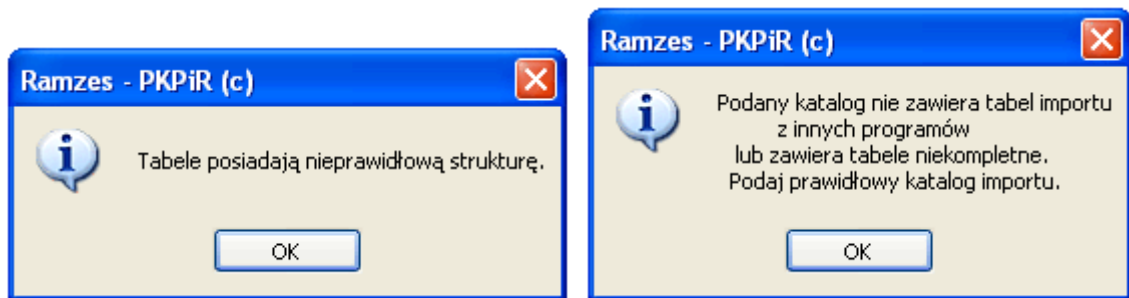 Ramzes - PKPiR (c)
Tabele posiadają nieprawidłową strukturę.
OK
Ramzes - PKPiR (c)
Podany katalog nie zawiera tabel importu
z innych programów
lub zawiera tabele niekompletne.
Podaj prawidłowy katalog importu.
OK